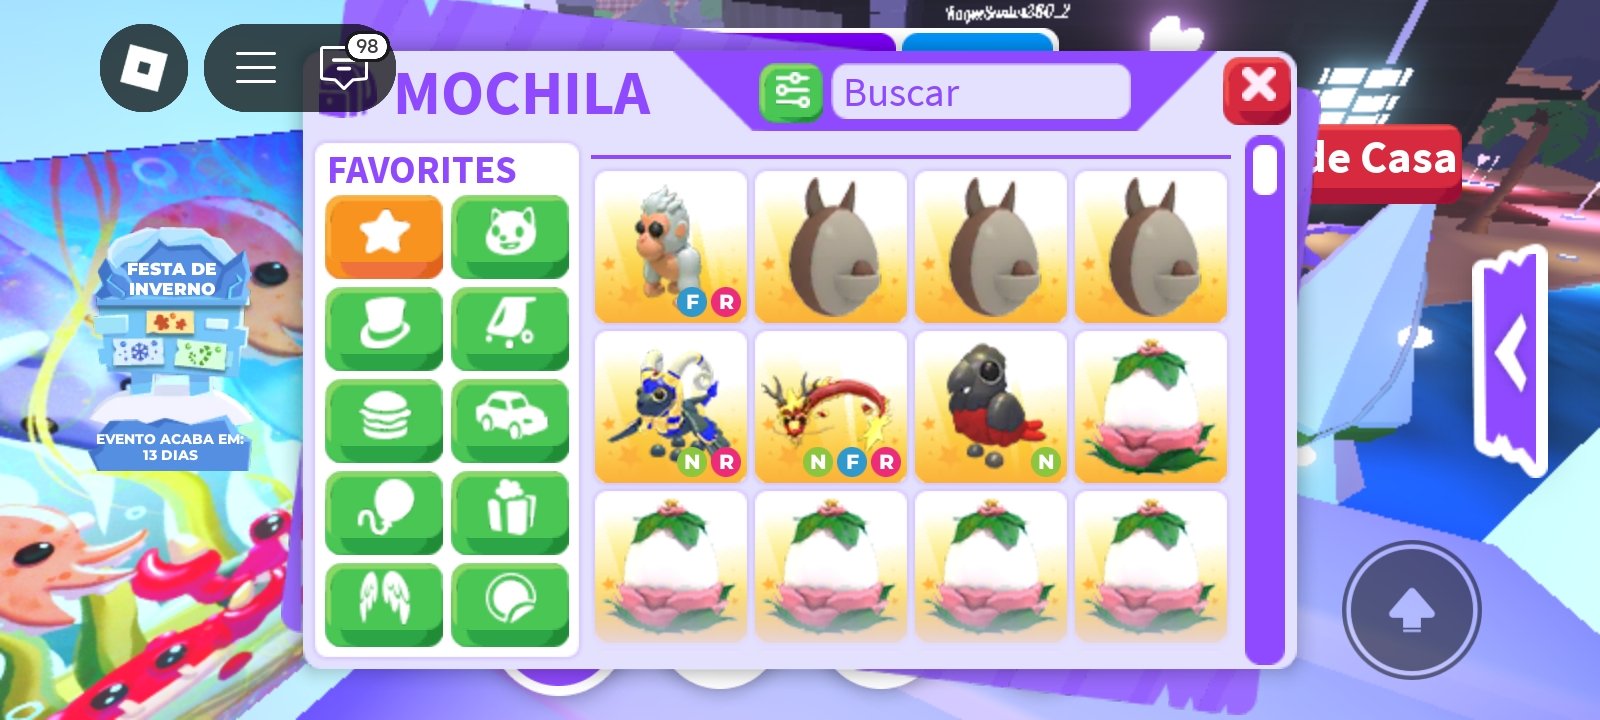 98
MOCHILA
Buscar
de Casa
FAVORITES
F R
FESTA DE
INVERNO
N R
N F R
N
EVENTO ACABA EM:
13 DIAS